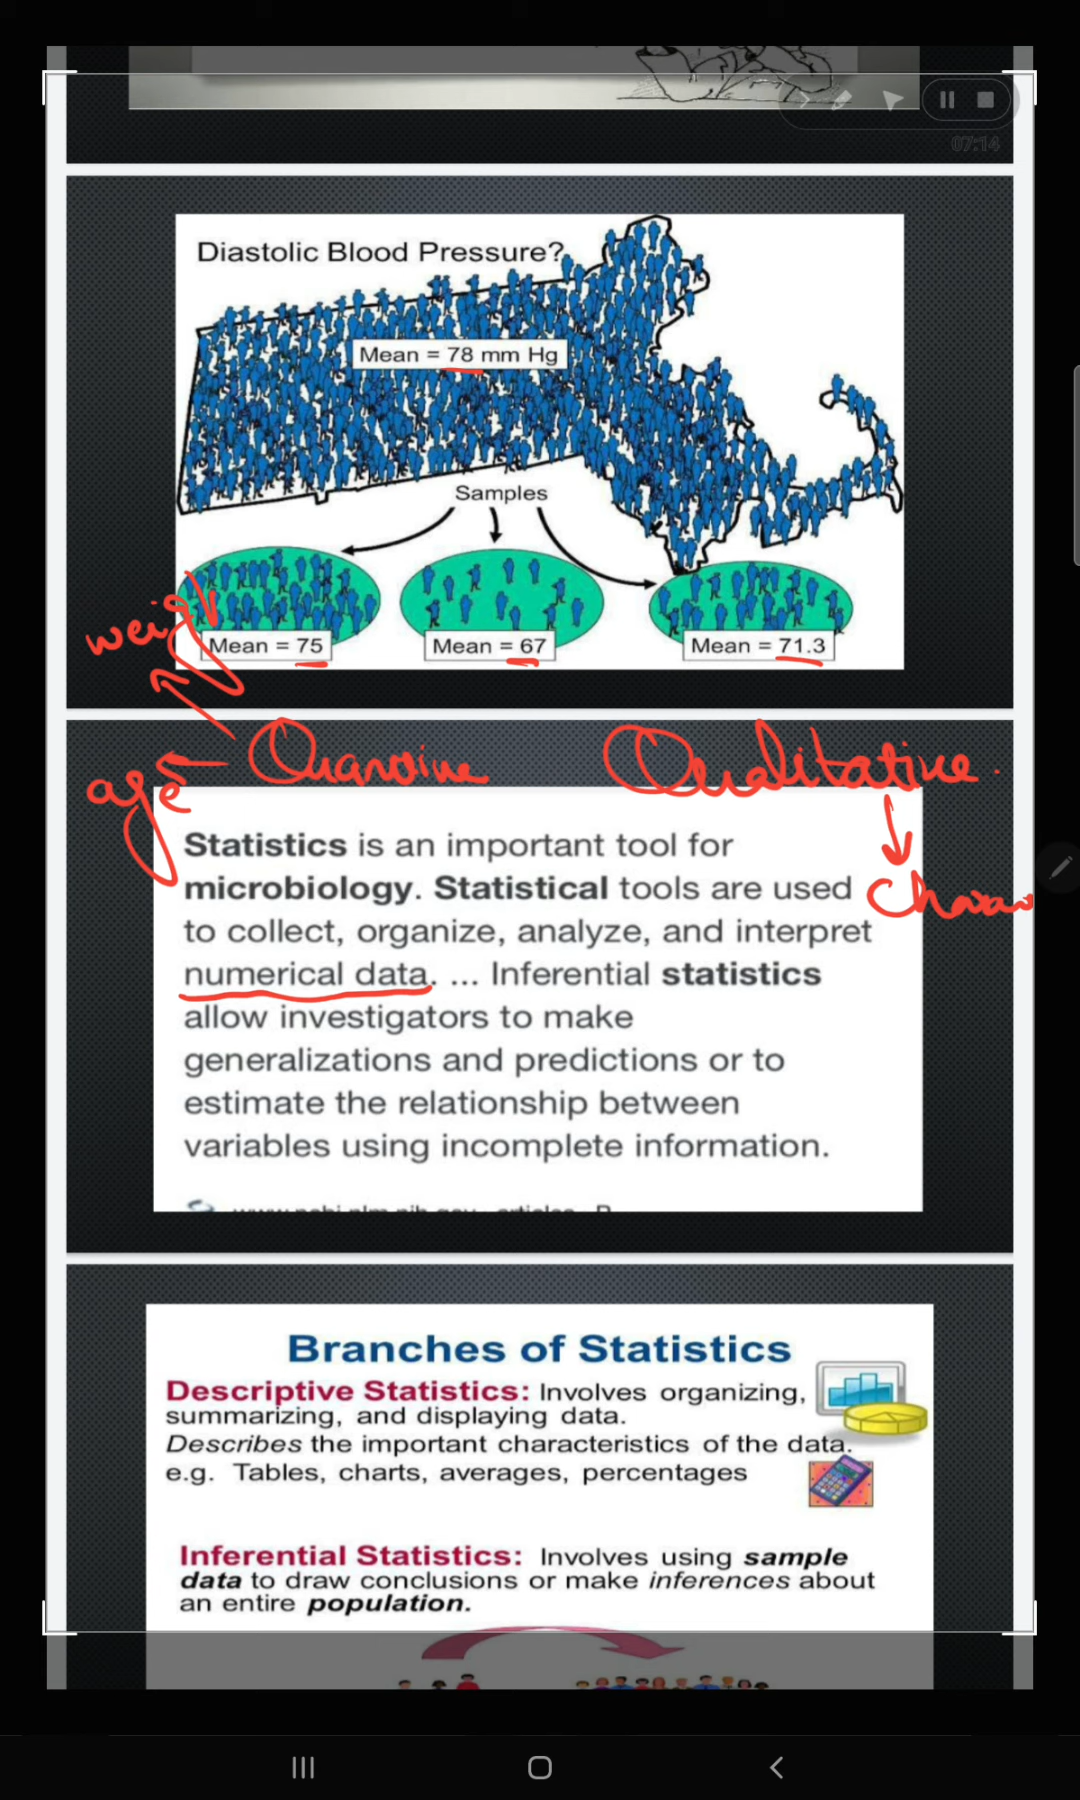 07:14
Diastolic Blood Pressure?
Mean = 78 mm Hg
Samples
Mean = 75
Mean = 67
Mean = 71.3
age
Qualitative.
Statistics is an important tool for
microbiology. Statistical tools are used
to collect, organize, analyze, and interpret
numerical data. ... Inferential statistics
allow investigators to make
generalizations and predictions or to
estimate the relationship between
variables using incomplete information.
Branches of Statistics
Descriptive Statistics: Involves organizing,
summarizing, and displaying data.
Describes the important characteristics of the data.
e.g. Tables, charts, averages, percentages
Inferential Statistics: Involves using sample
data to draw conclusions or make inferences about
an entire population.